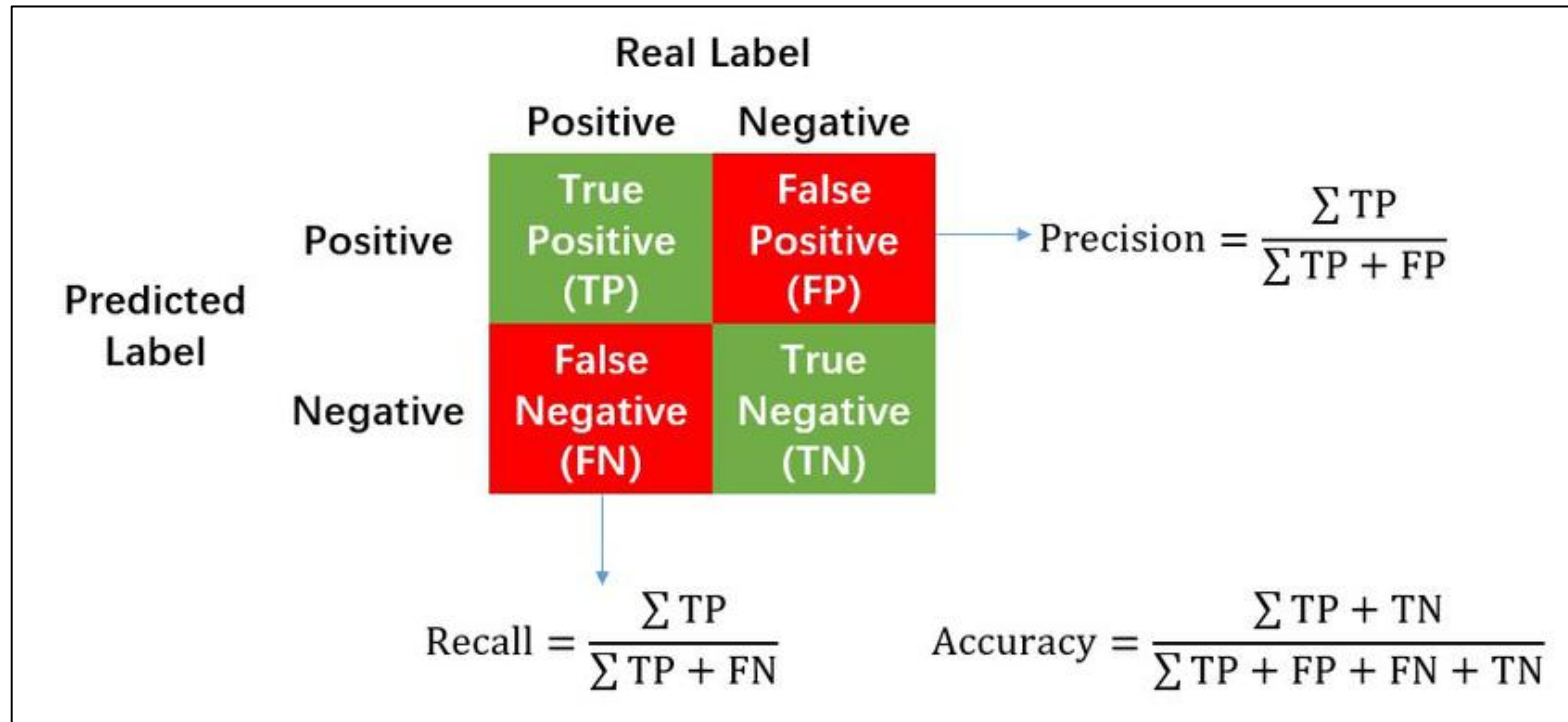 Real Label
Positive Negative
True
Positive
(TP)
False
Positive
(FP)
Positive
Precision = ∑ TP / ∑ TP + FP
Predicted
Label
False
Negative
(FN)
True
Negative
(TN)
Negative
Recall = ∑ TP / ∑ TP + FN
Accuracy = ∑ TP + TN / ∑ TP + FP + FN + TN